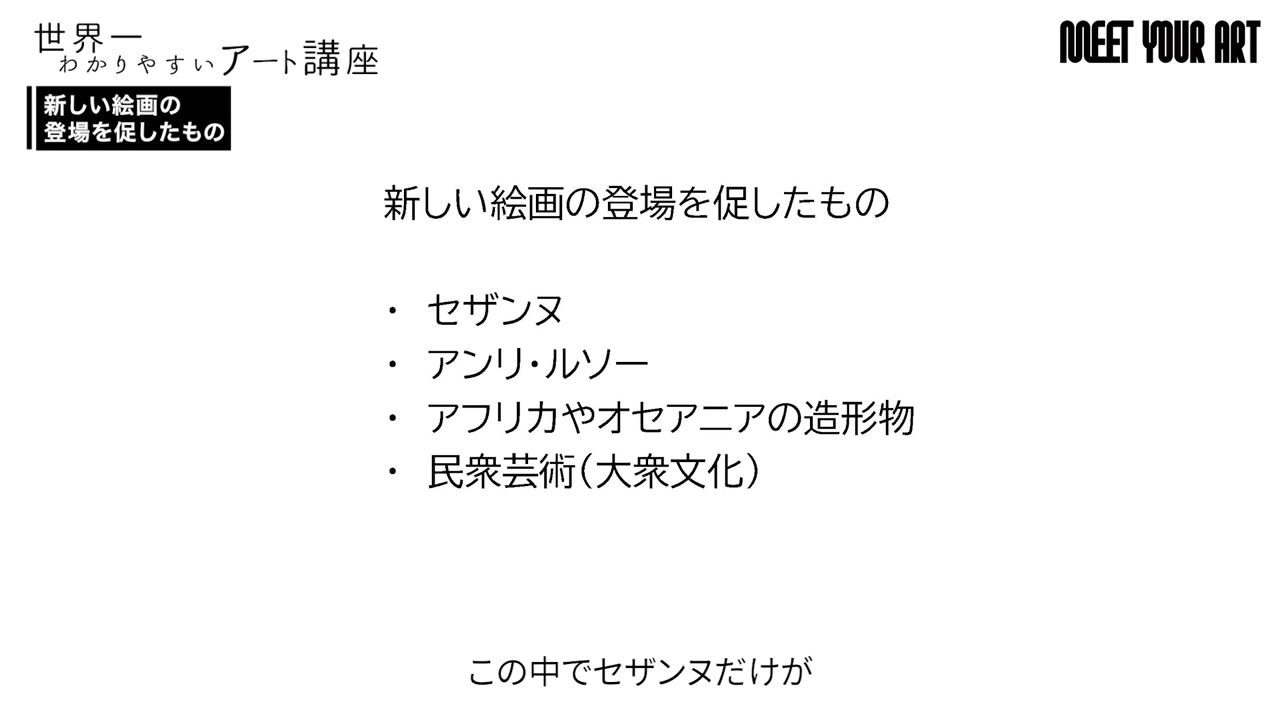 世界一
わかりやすいアート講座
MEET YOUR ART
新しい絵画の
登場を促したもの
新しい絵画の登場を促したもの
・ セザンヌ
・ アンリ・ルソー
・ アフリカやオセアニアの造形物
・ 民衆芸術(大衆文化)
この中でセザンヌだけが